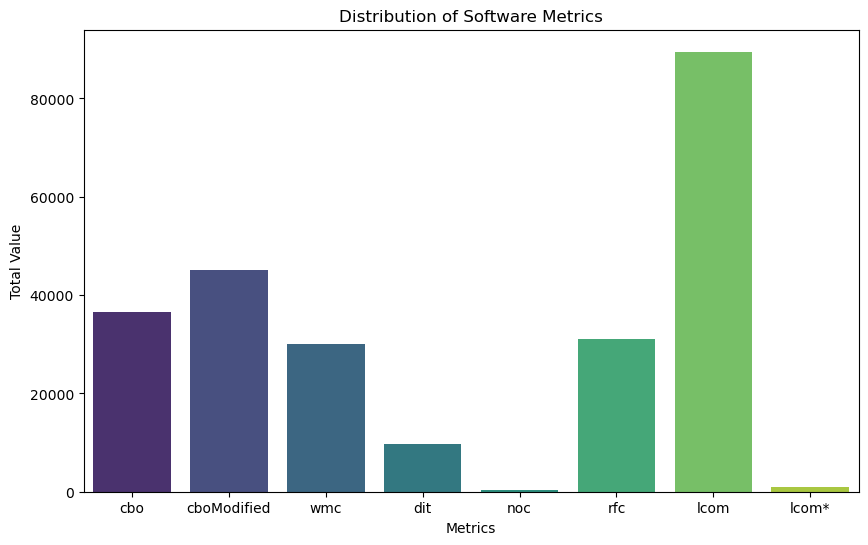 Distribution of Software Metrics
Total Value
80000
60000
40000
20000
0
cbo cboModified wmc dit noc rfc lcom lcom*
Metrics